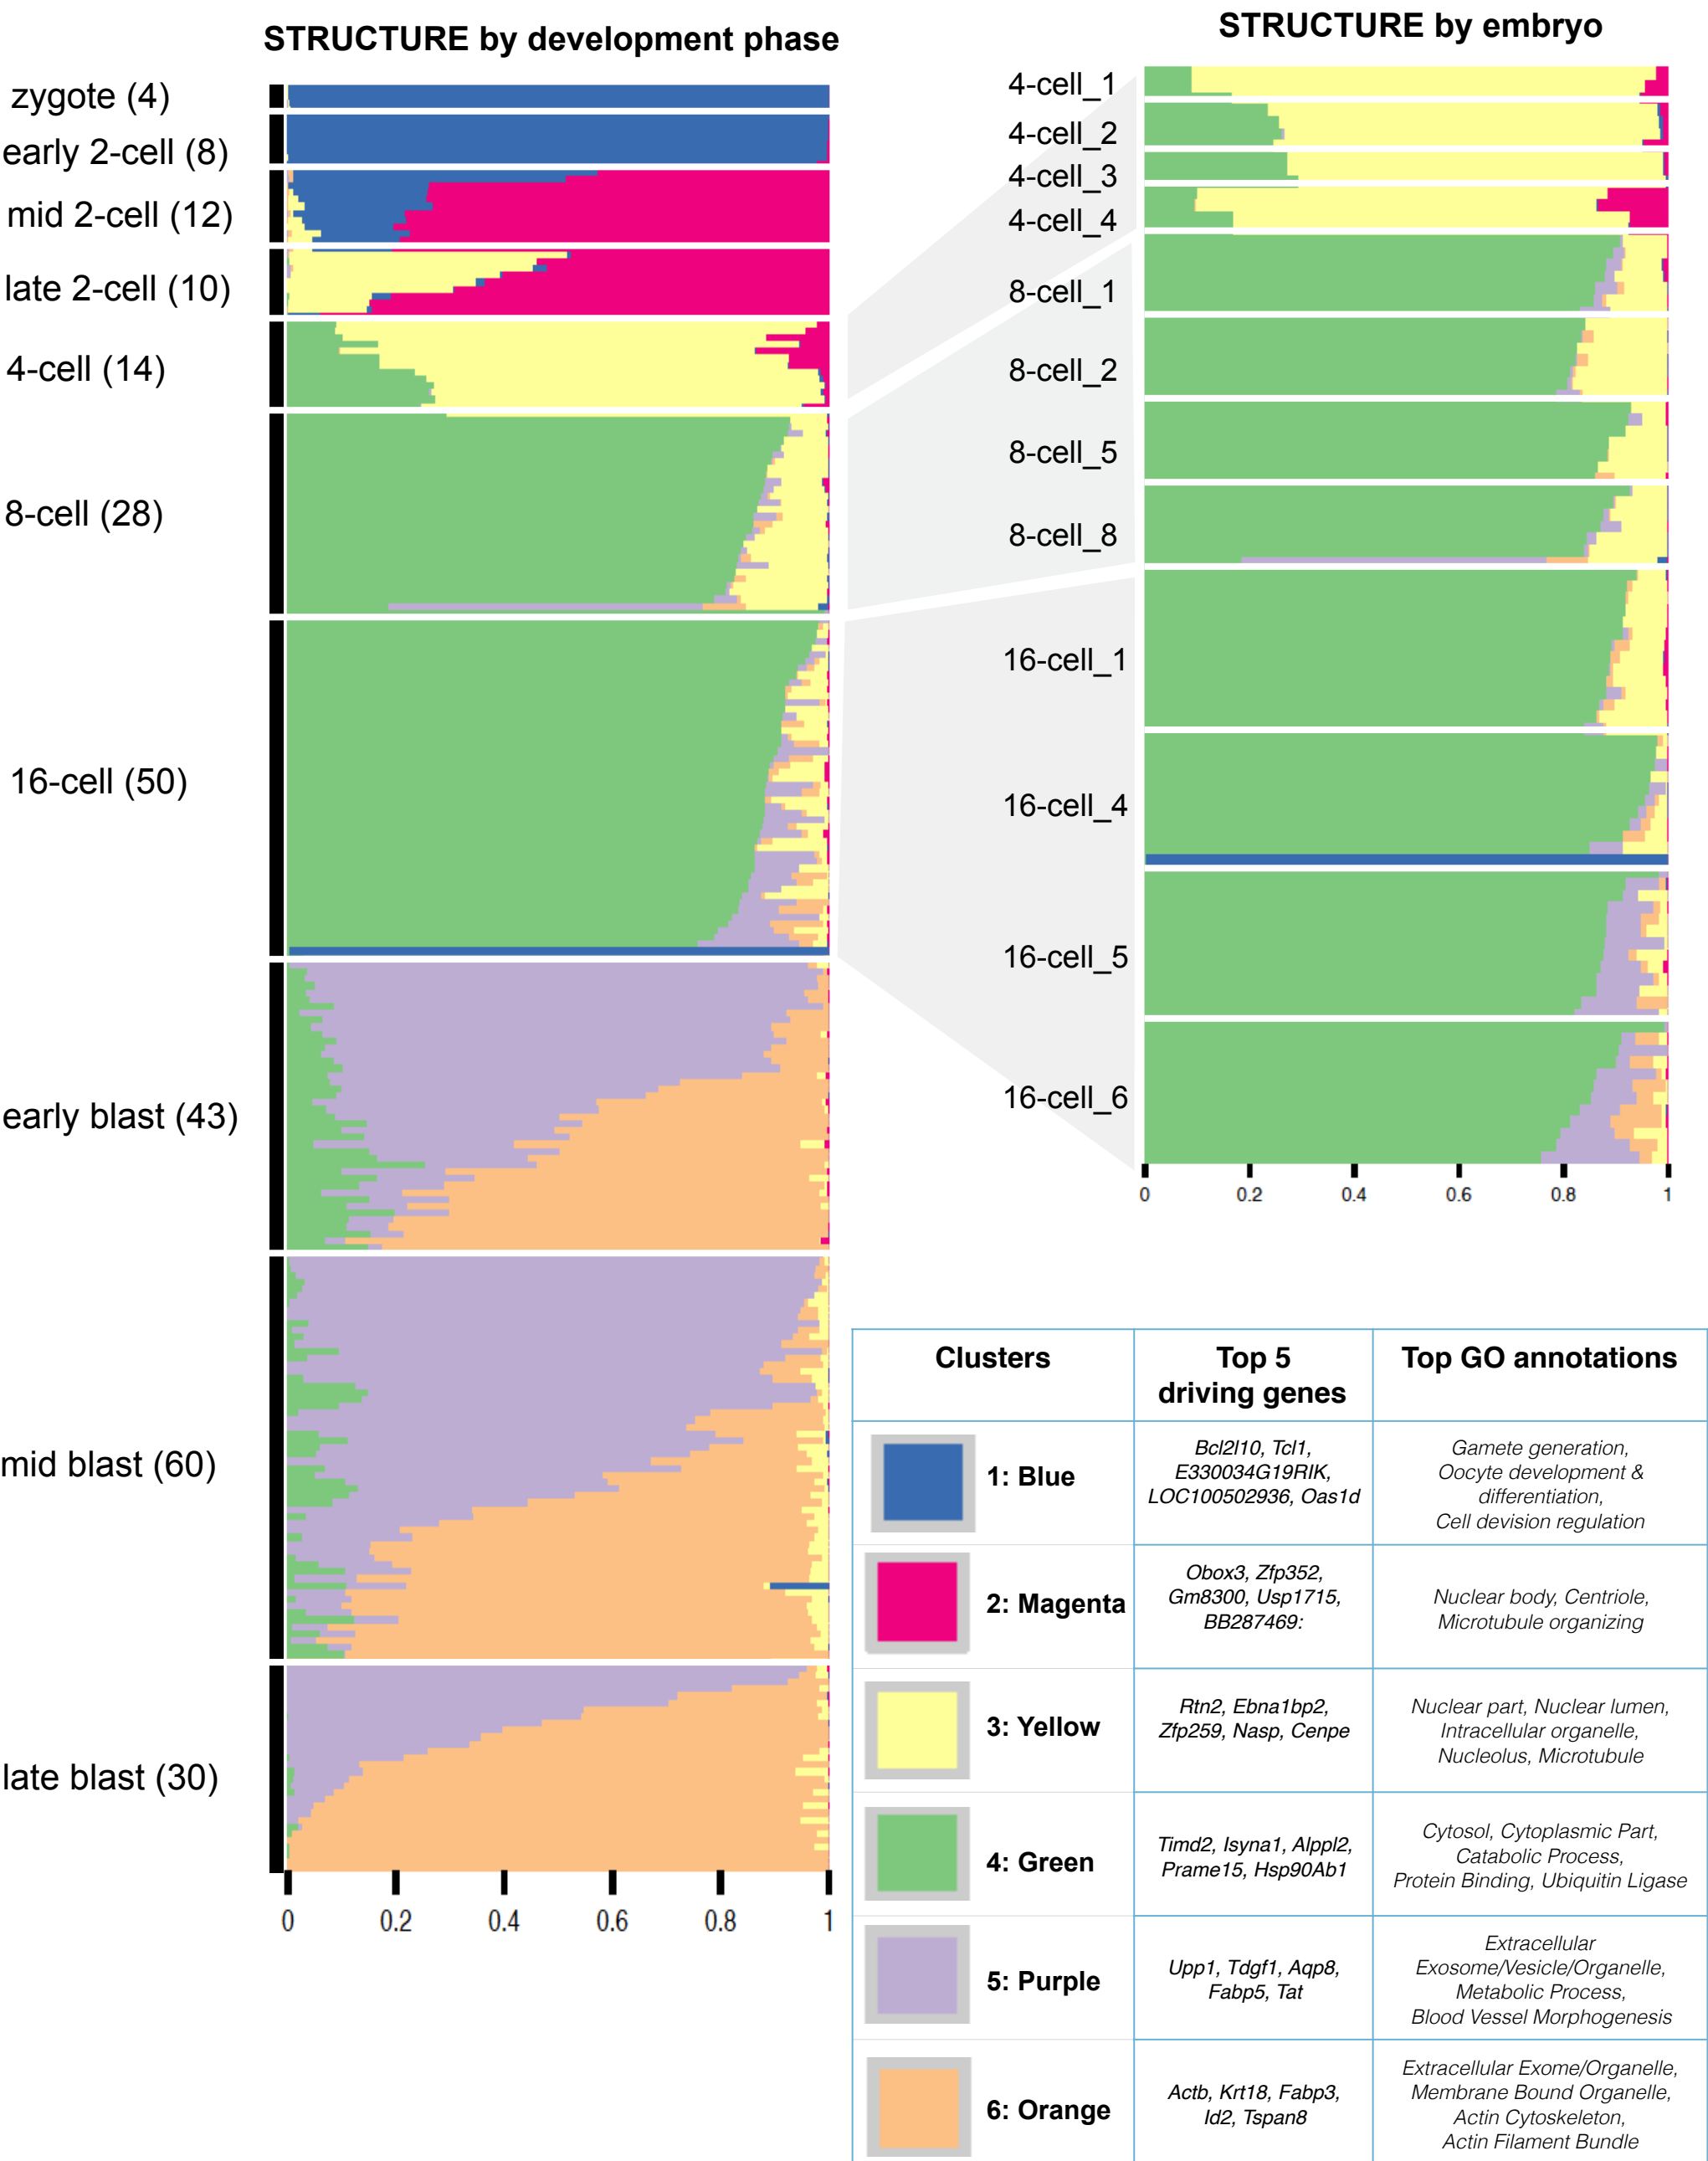 STRUCTURE by development phase
zygote (4)
early 2-cell (8)
mid 2-cell (12)
late 2-cell (10)
4-cell (14)
8-cell (28)
16-cell (50)
early blast (43)
mid blast (60)
late blast (30)
0 0.2 0.4 0.6 0.8 1
STRUCTURE by embryo
4-cell_1
4-cell_2
4-cell_3
4-cell_4
8-cell_1
8-cell_2
8-cell_5
8-cell_8
16-cell_1
16-cell_4
16-cell_5
16-cell_6
0 0.2 0.4 0.6 0.8 1
Clusters
Top 5
driving genes
Top GO annotations
1: Blue
Bcl2l10, Tcl1,
E330034G19RIK,
LOC100502936, Oas1d
Gamete generation,
Oocyte development &
differentiation,
Cell devision regulation
2: Magenta
Obox3, Zfp352,
Gm8300, Usp1715,
BB287469:
Nuclear body, Centriole,
Microtubule organizing
3: Yellow
Rtn2, Ebna1bp2,
Zfp259, Nasp, Cenpe
Nuclear part, Nuclear lumen,
Intracellular organelle,
Nucleolus, Microtubule
4: Green
Timd2, Isyna1, Alppl2,
Prame15, Hsp90Ab1
Cytosol, Cytoplasmic Part,
Catabolic Process,
Protein Binding, Ubiquitin Ligase
5: Purple
Upp1, Tdgf1, Aqp8,
Fabp5, Tat
Extracellular
Exosome/Vesicle/Organelle,
Metabolic Process,
Blood Vessel Morphogenesis
6: Orange
Actb, Krt18, Fabp3,
Id2, Tspan8
Extracellular Exome/Organelle,
Membrane Bound Organelle,
Actin Cytoskeleton,
Actin Filament Bundle